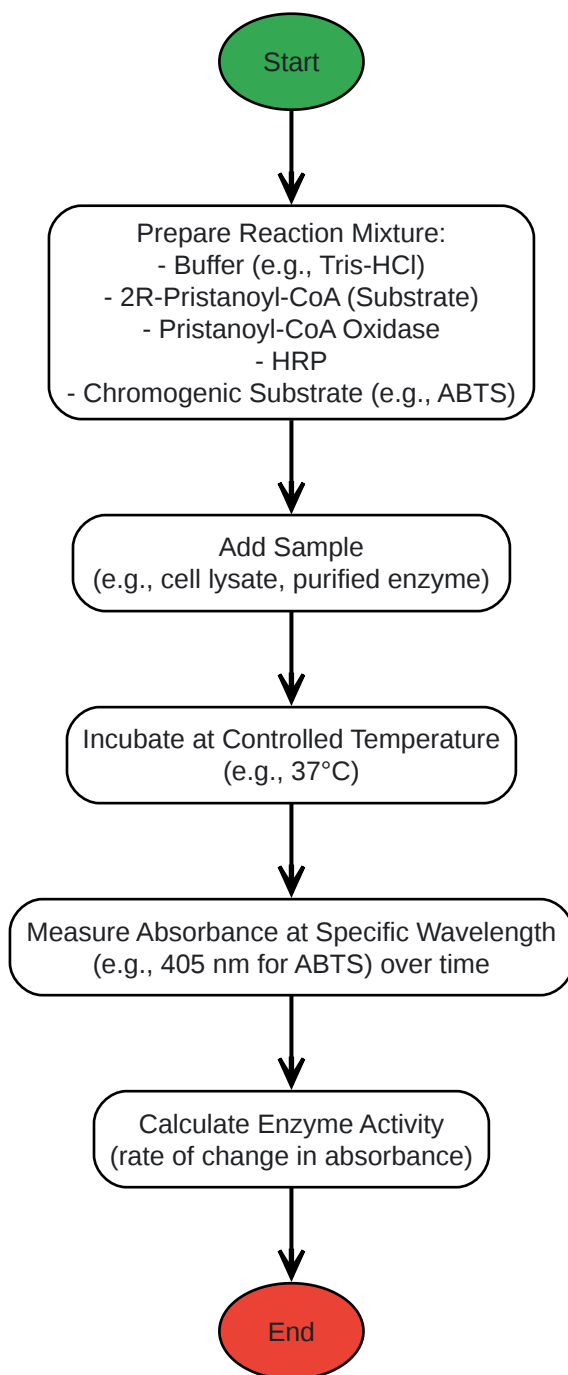 Start
Prepare Reaction Mixture:
- Buffer (e.g., Tris-HCl)
- 2R-Pristanoyl-CoA (Substrate)
- Pristanoyl-CoA Oxidase
- HRP
- Chromogenic Substrate (e.g., ABTS)
Add Sample
(e.g., cell lysate, purified enzyme)
Incubate at Controlled Temperature
(e.g., 37°C)
Measure Absorbance at Specific Wavelength
(e.g., 405 nm for ABTS) over time
Calculate Enzyme Activity
(rate of change in absorbance)
End